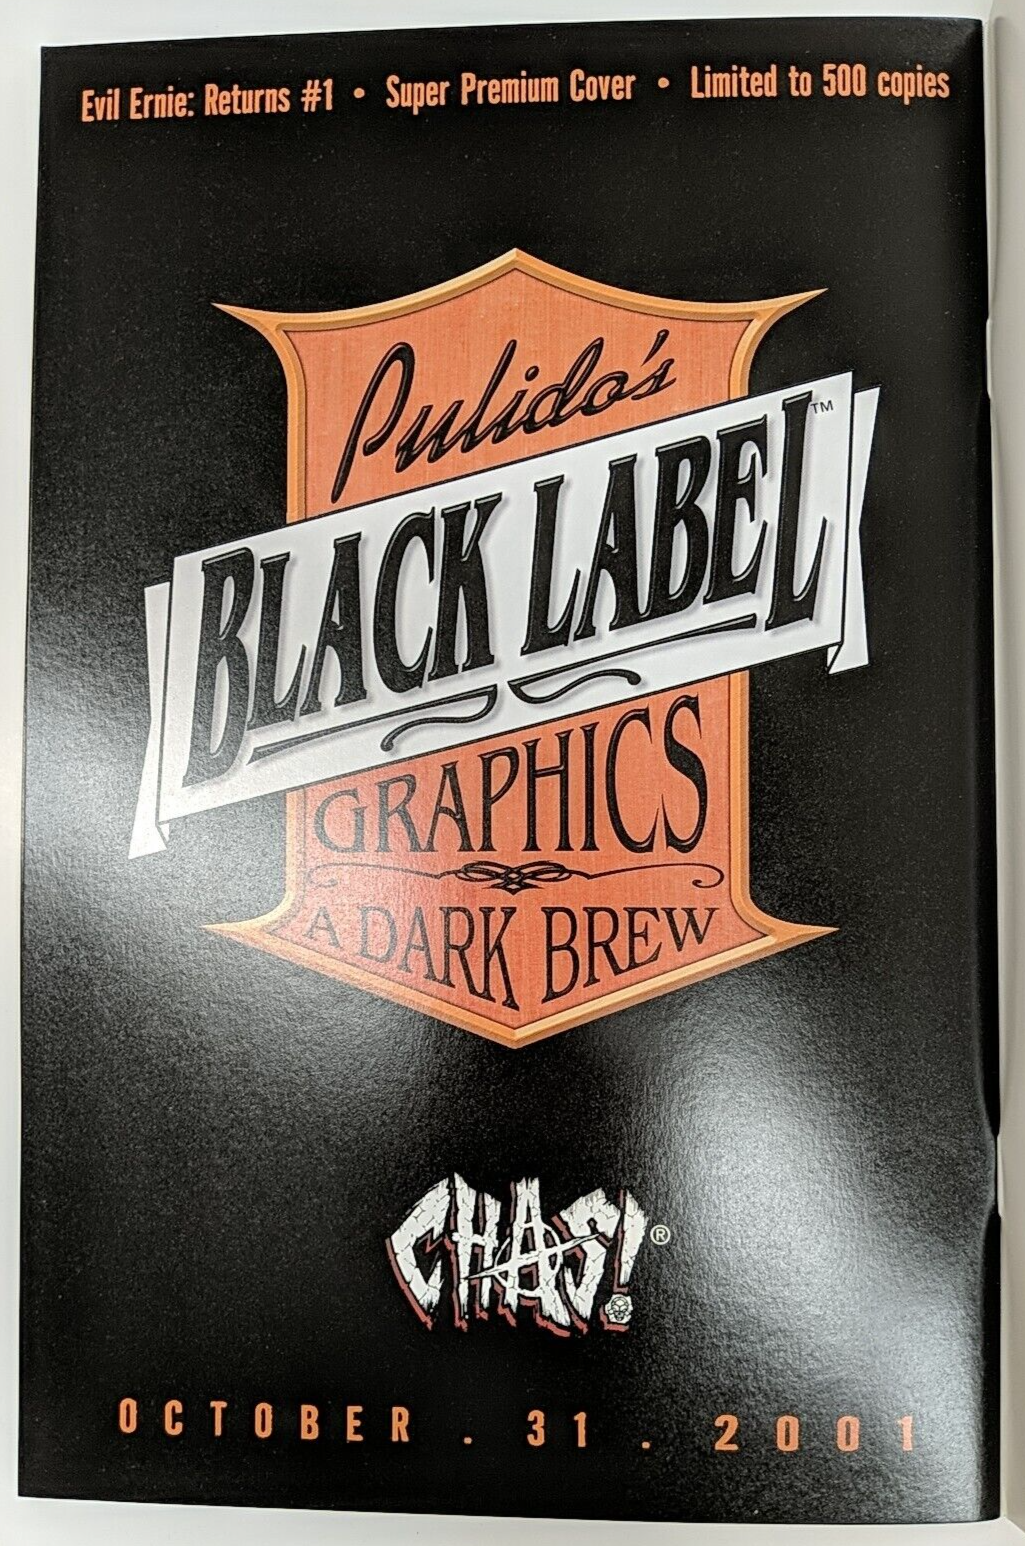 Evil Ernie: Returns #1 • Super Premium Cover • Limited to 500 copies
Pulido's
BLACK LABEL™
GRAPHICS
A DARK BREW
CHAOS!®
OCTOBER . 31 . 2001